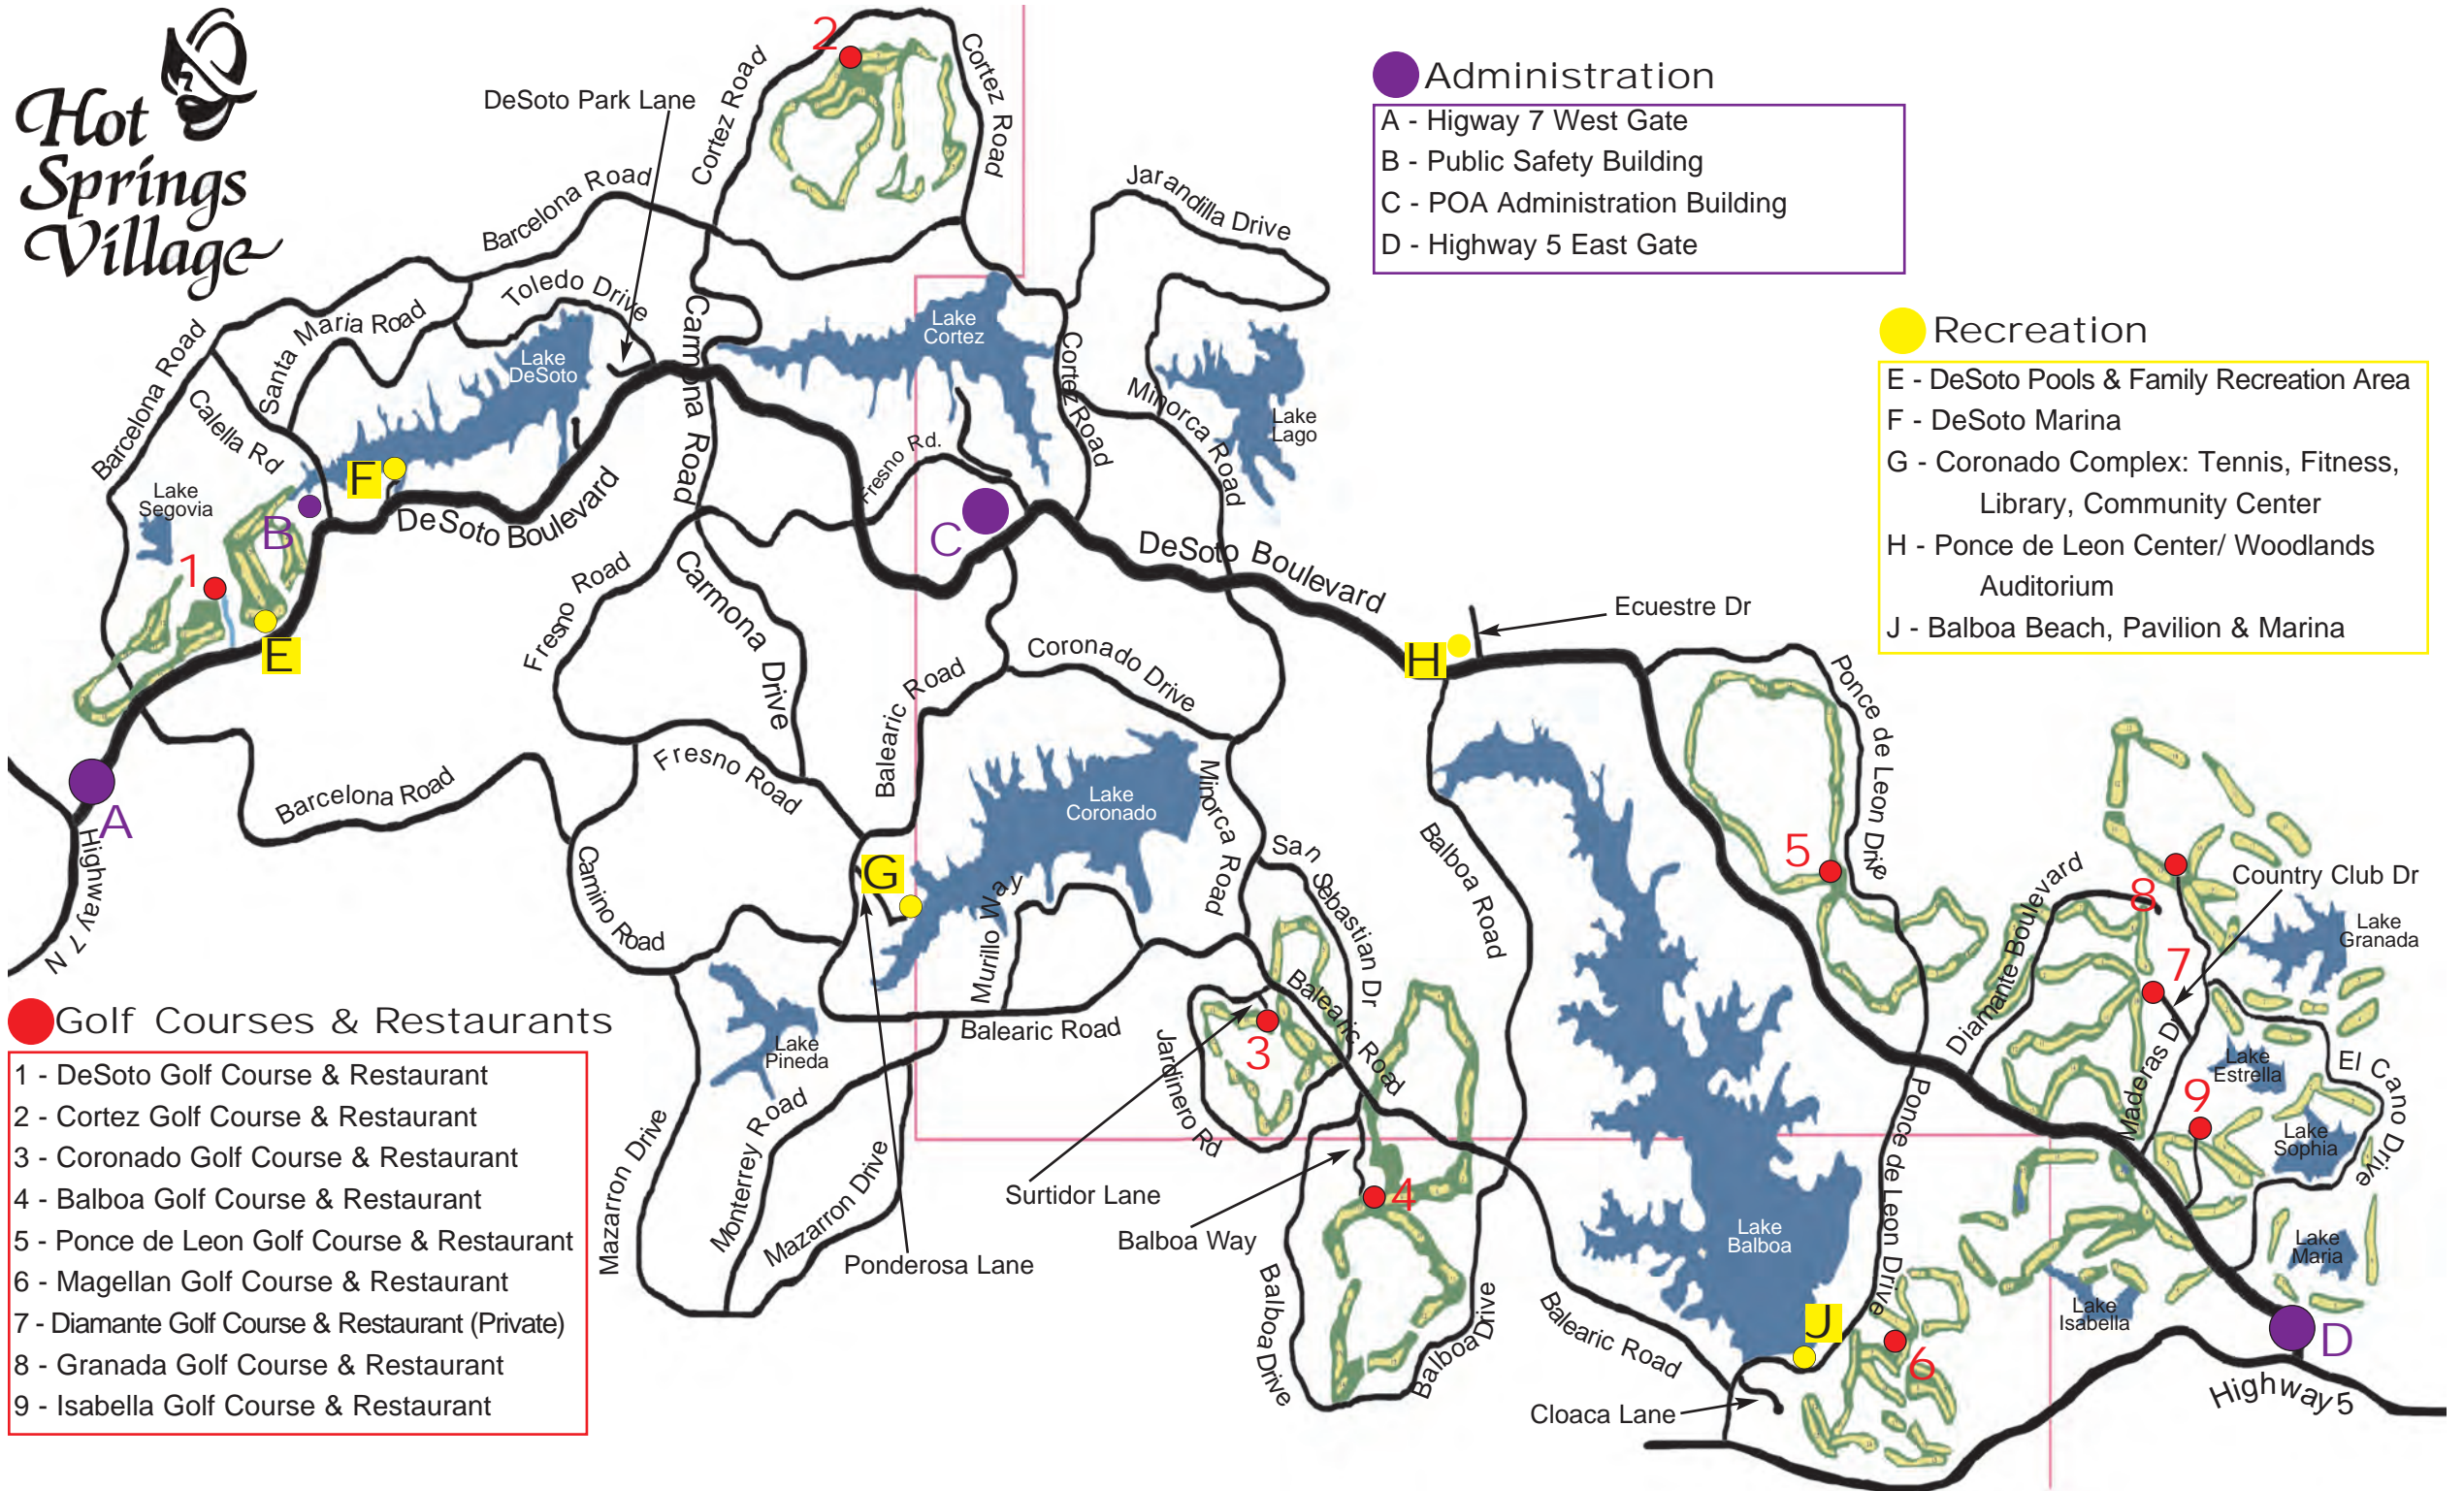 Hot
Springs
Village
Administration
A - Higway 7 West Gate
B - Public Safety Building
C - POA Administration Building
D - Highway 5 East Gate
Recreation
E - DeSoto Pools & Family Recreation Area
F - DeSoto Marina
G - Coronado Complex: Tennis, Fitness,
Library, Community Center
H - Ponce de Leon Center/ Woodlands
Auditorium
J - Balboa Beach, Pavilion & Marina
Golf Courses & Restaurants
1 - DeSoto Golf Course & Restaurant
2 - Cortez Golf Course & Restaurant
3 - Coronado Golf Course & Restaurant
4 - Balboa Golf Course & Restaurant
5 - Ponce de Leon Golf Course & Restaurant
6 - Magellan Golf Course & Restaurant
7 - Diamante Golf Course & Restaurant (Private)
8 - Granada Golf Course & Restaurant
9 - Isabella Golf Course & Restaurant
2
Cortez Road
Cortez Road
DeSoto Park Lane
Barcelona Road
Jarandilla Drive
Toledo Drive
Santa Maria Road
Barcelona Road
Calella Rd
Lake
DeSoto
Carmona Road
Lake
Cortez
Cortez Road
Minorca Road
Lake
Lago
Fresno Rd.
Lake
Segovia
F
B
1
E
DeSoto Boulevard
C
DeSoto Boulevard
Fresno Road
Carmona Drive
Coronado Drive
Balearic Road
H
Ecuestre Dr
Ponce de Leon Drive
A
Highway 7 N
Barcelona Road
Fresno Road
Lake
Coronado
Minorca Road
San Sebastian Dr
Balboa Road
5
G
Camino Road
Murillo Way
Diamante Boulevard
8
Country Club Dr
Lake
Granada
7
Lake
Pineda
Balearic Road
Balearic Road
3
Jardinero Rd
Maderas Dr
Lake
Estrella
El Cano Drive
9
Lake
Sophia
Mazarron Drive
Monterrey Road
Mazarron Drive
Ponderosa Lane
Surtidor Lane
Balboa Way
4
Ponce de Leon Drive
Lake
Balboa
Lake
Maria
Balboa Drive
Balboa Drive
Balearic Road
J
6
Lake
Isabella
D
Cloaca Lane
Highway 5